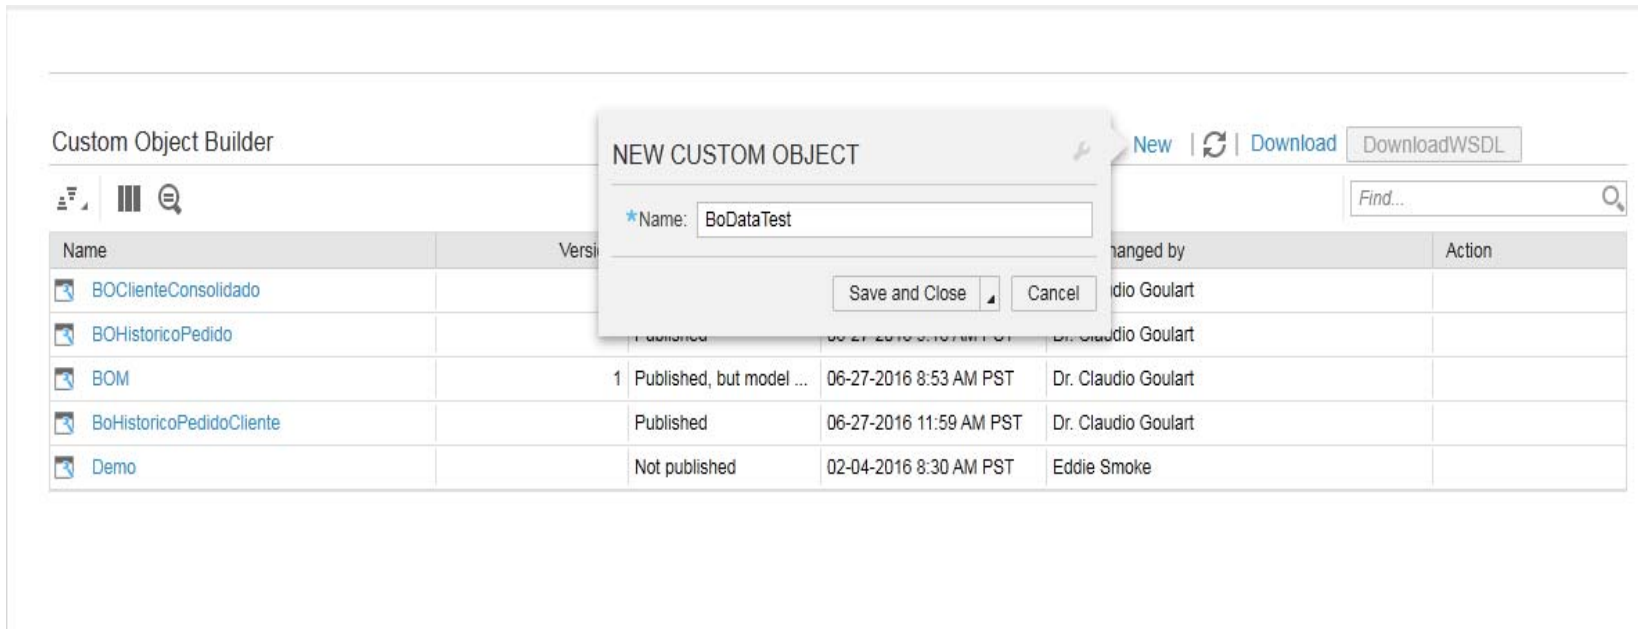 Custom Object Builder
New | | Download DownloadWSDL
NEW CUSTOM OBJECT
*Name: BoDataTest
Save and Close Cancel
Find...
Name Action
BOClienteConsolidado Goulart
BOHistoricoPedido Goulart
BOM 1 Published, but model ... 06-27-2016 8:53 AM PST Dr. Claudio Goulart
BoHistoricoPedidoCliente Published 06-27-2016 11:59 AM PST Dr. Claudio Goulart
Demo Not published 02-04-2016 8:30 AM PST Eddie Smoke